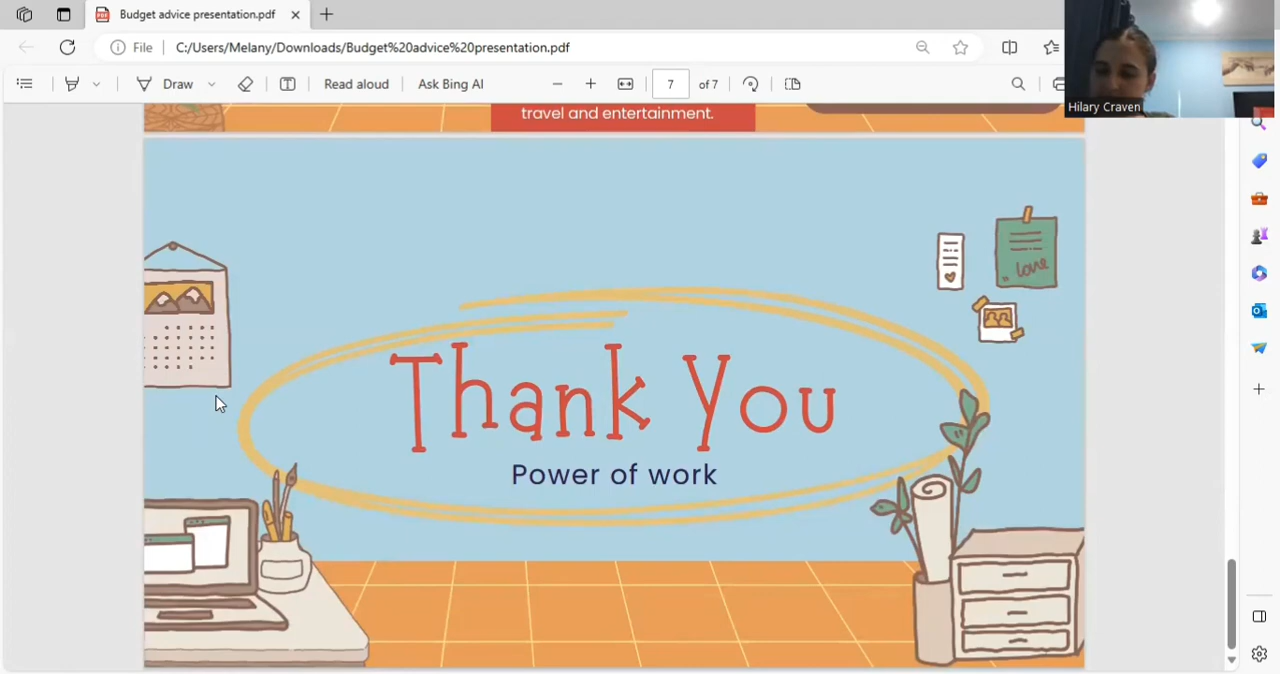 Budget advice presentation.pdf
File C:/Users/Melany/Downloads/Budget%20advice%20presentation.pdf
Draw Read aloud Ask Bing AI 7 of 7
Hilary Craven
travel and entertainment.
love
Thank You
Power of work